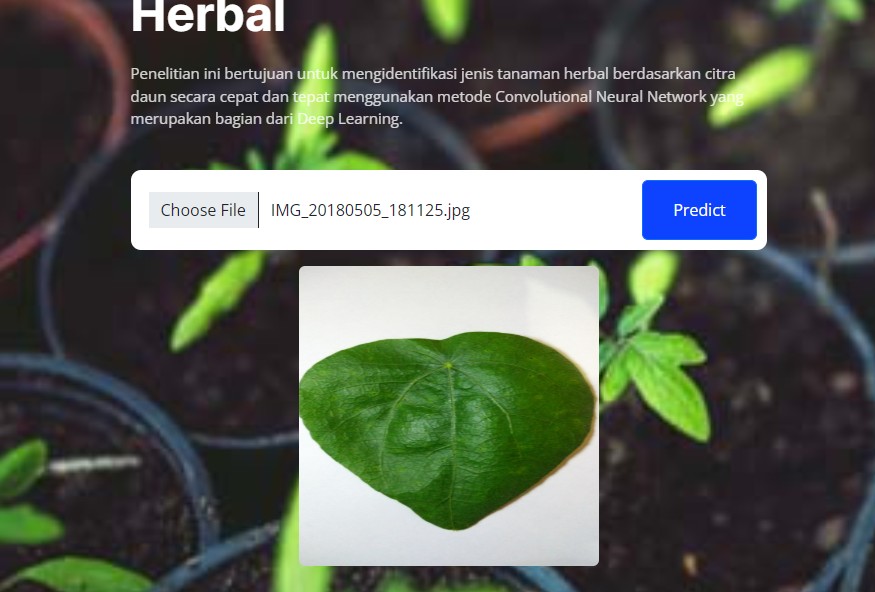 Herbal
Penelitian ini bertujuan untuk mengidentifikasi jenis tanaman herbal berdasarkan citra
daun secara cepat dan tepat menggunakan metode Convolutional Neural Network yang
merupakan bagian dari Deep Learning.
Choose File IMG_20180505_181125.jpg Predict